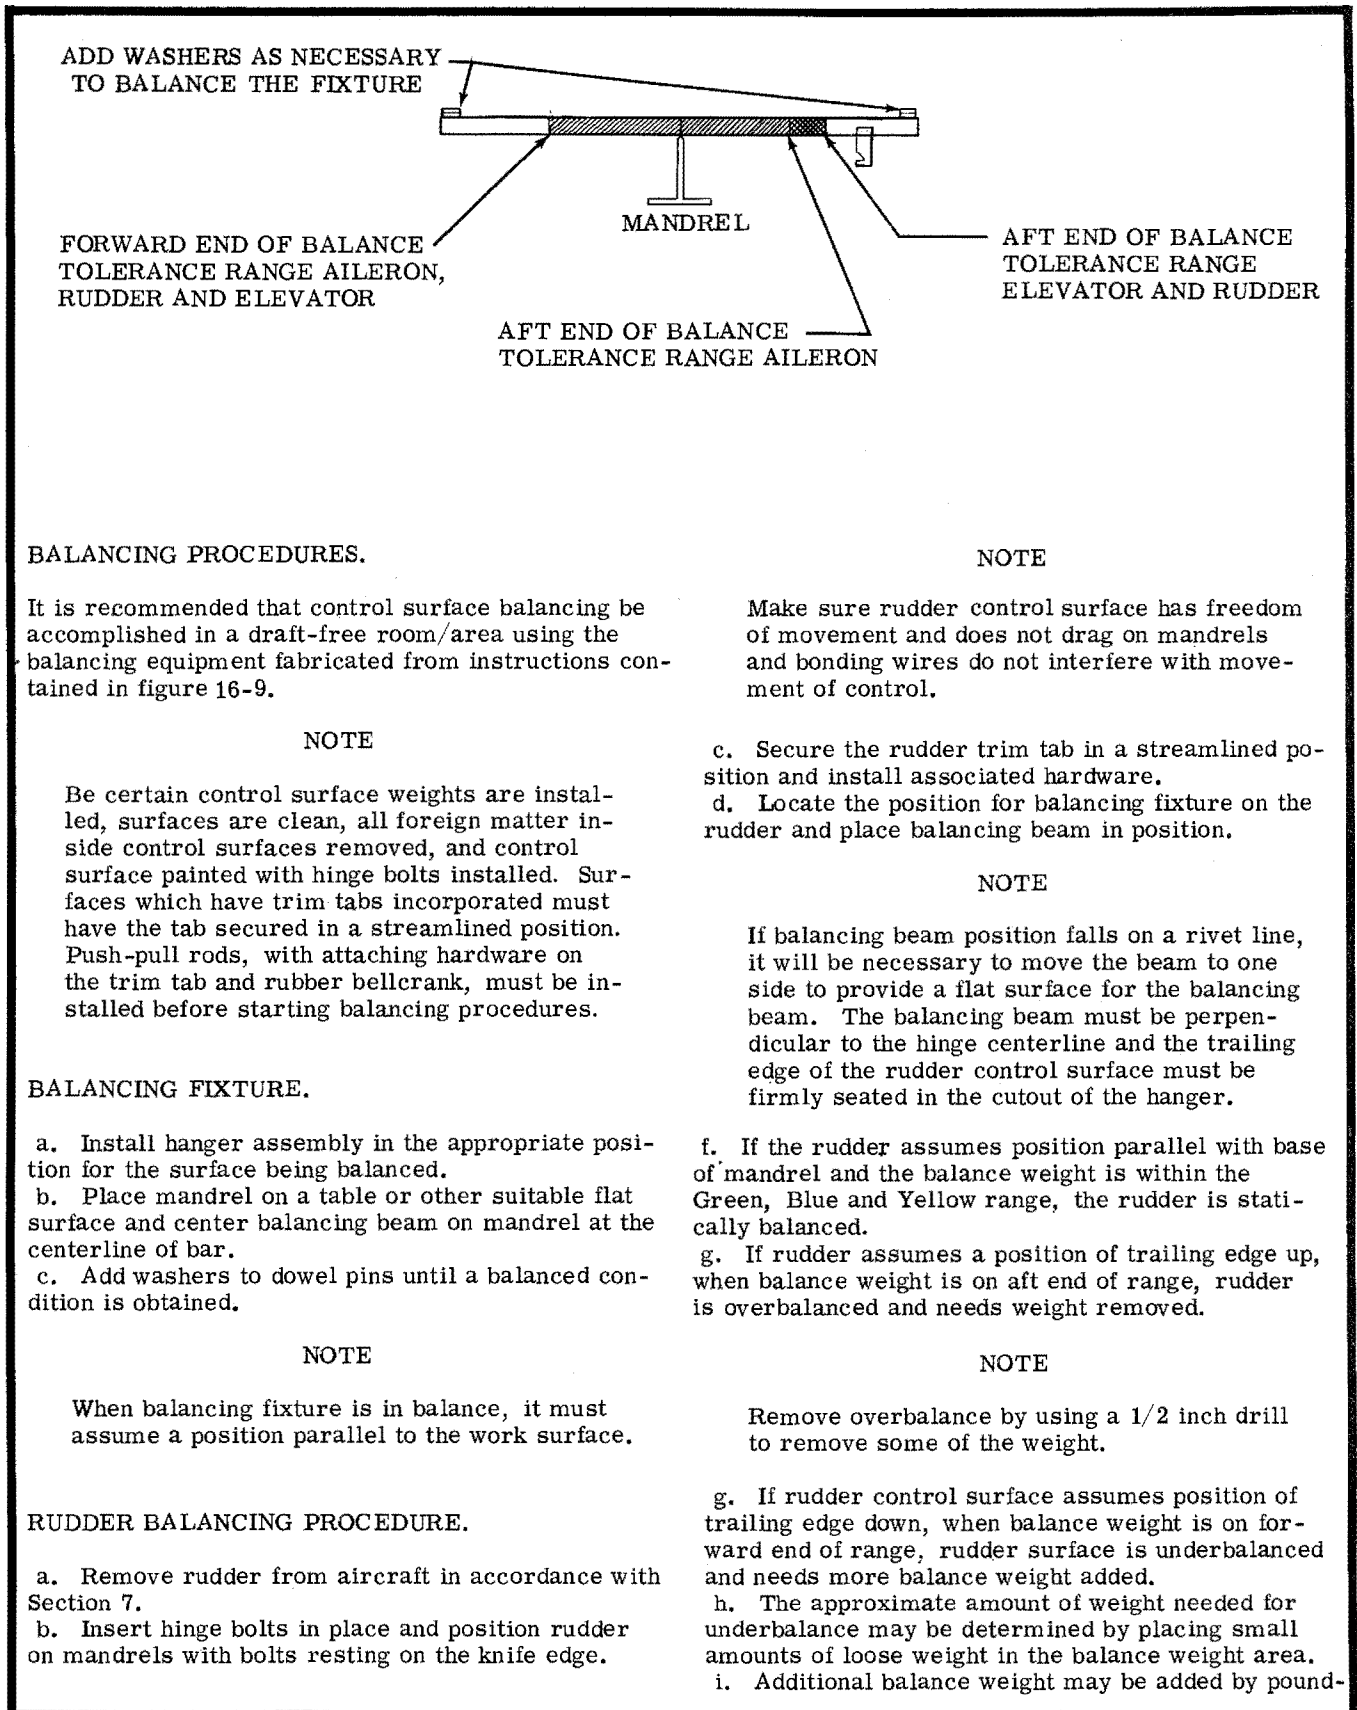 ADD WASHERS AS NECESSARY
TO BALANCE THE FIXTURE
MANDREL
FORWARD END OF BALANCE
TOLERANCE RANGE AILERON,
RUDDER AND ELEVATOR
AFT END OF BALANCE
TOLERANCE RANGE
ELEVATOR AND RUDDER
AFT END OF BALANCE
TOLERANCE RANGE AILERON
BALANCING PROCEDURES.
It is recommended that control surface balancing be
accomplished in a draft-free room/area using the
balancing equipment fabricated from instructions con-
tained in figure 16-9.
NOTE
Be certain control surface weights are instal-
led, surfaces are clean, all foreign matter in-
side control surfaces removed, and control
surface painted with hinge bolts installed. Sur-
faces which have trim tabs incorporated must
have the tab secured in a streamlined position.
Push-pull rods, with attaching hardware on
the trim tab and rubber bellcrank, must be in-
stalled before starting balancing procedures.
BALANCING FIXTURE.
a. Install hanger assembly in the appropriate posi-
tion for the surface being balanced.
b. Place mandrel on a table or other suitable flat
surface and center balancing beam on mandrel at the
centerline of bar.
c. Add washers to dowel pins until a balanced con-
dition is obtained.
NOTE
When balancing fixture is in balance, it must
assume a position parallel to the work surface.
RUDDER BALANCING PROCEDURE.
a. Remove rudder from aircraft in accordance with
Section 7.
b. Insert hinge bolts in place and position rudder
on mandrels with bolts resting on the knife edge.
NOTE
Make sure rudder control surface has freedom
of movement and does not drag on mandrels
and bonding wires do not interfere with move-
ment of control.
c. Secure the rudder trim tab in a streamlined po-
sition and install associated hardware.
d. Locate the position for balancing fixture on the
rudder and place balancing beam in position.
NOTE
If balancing beam position falls on a rivet line,
it will be necessary to move the beam to one
side to provide a flat surface for the balancing
beam. The balancing beam must be perpen-
dicular to the hinge centerline and the trailing
edge of the rudder control surface must be
firmly seated in the cutout of the hanger.
f. If the rudder assumes position parallel with base
of mandrel and the balance weight is within the
Green, Blue and Yellow range, the rudder is stati-
cally balanced.
g. If rudder assumes a position of trailing edge up,
when balance weight is on aft end of range, rudder
is overbalanced and needs weight removed.
NOTE
Remove overbalance by using a 1/2 inch drill
to remove some of the weight.
g. If rudder control surface assumes position of
trailing edge down, when balance weight is on for-
ward end of range, rudder surface is underbalanced
and needs more balance weight added.
h. The approximate amount of weight needed for
underbalance may be determined by placing small
amounts of loose weight in the balance weight area.
i. Additional balance weight may be added by pound-